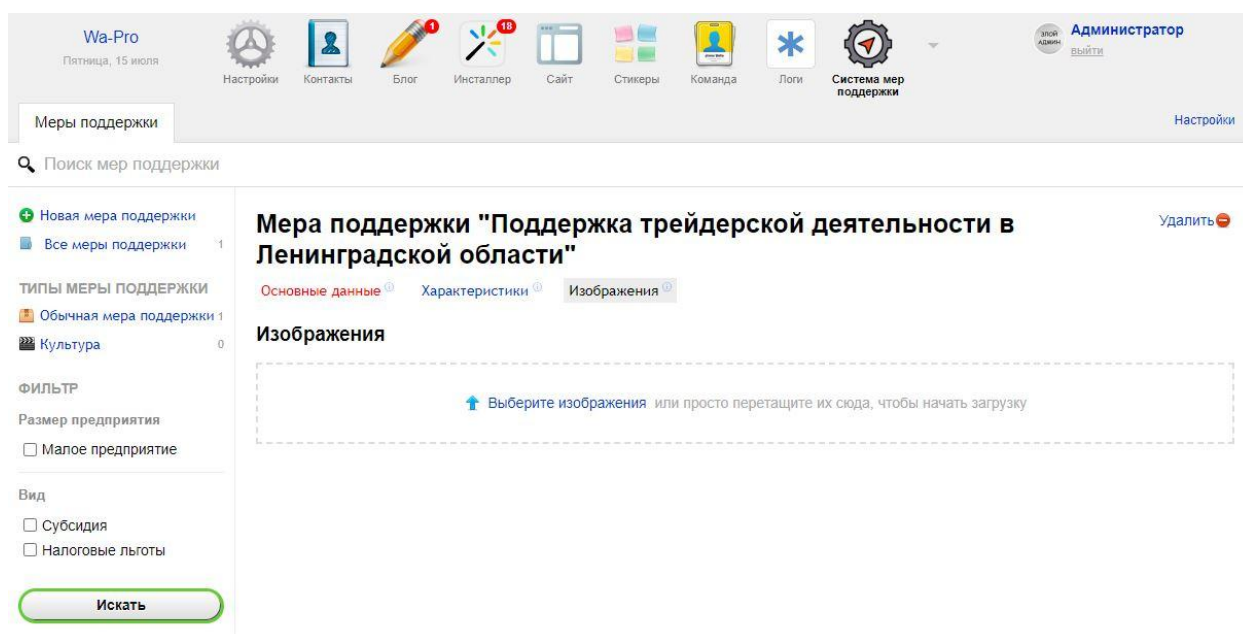 Wa-Pro
Пятница, 15 июля
Настройки
Контакты
1
Блог
18
Инсталлер
Сайт
Стикеры
Команда
Логи
Система мер
поддержки
злой
админ
Администратор
выйти
Меры поддержки
Настройки
Поиск мер поддержки
Новая мера поддержки
Все меры поддержки 1
ТИПЫ МЕРЫ ПОДДЕРЖКИ
Обычная мера поддержки 1
Культура 0
ФИЛЬТР
Размер предприятия
Малое предприятие
Вид
Субсидия
Налоговые льготы
Искать
Мера поддержки "Поддержка трейдерской деятельности в
Ленинградской области"
Удалить
Основные данные Характеристики Изображения
Изображения
Выберите изображения или просто перетащите их сюда, чтобы начать загрузку